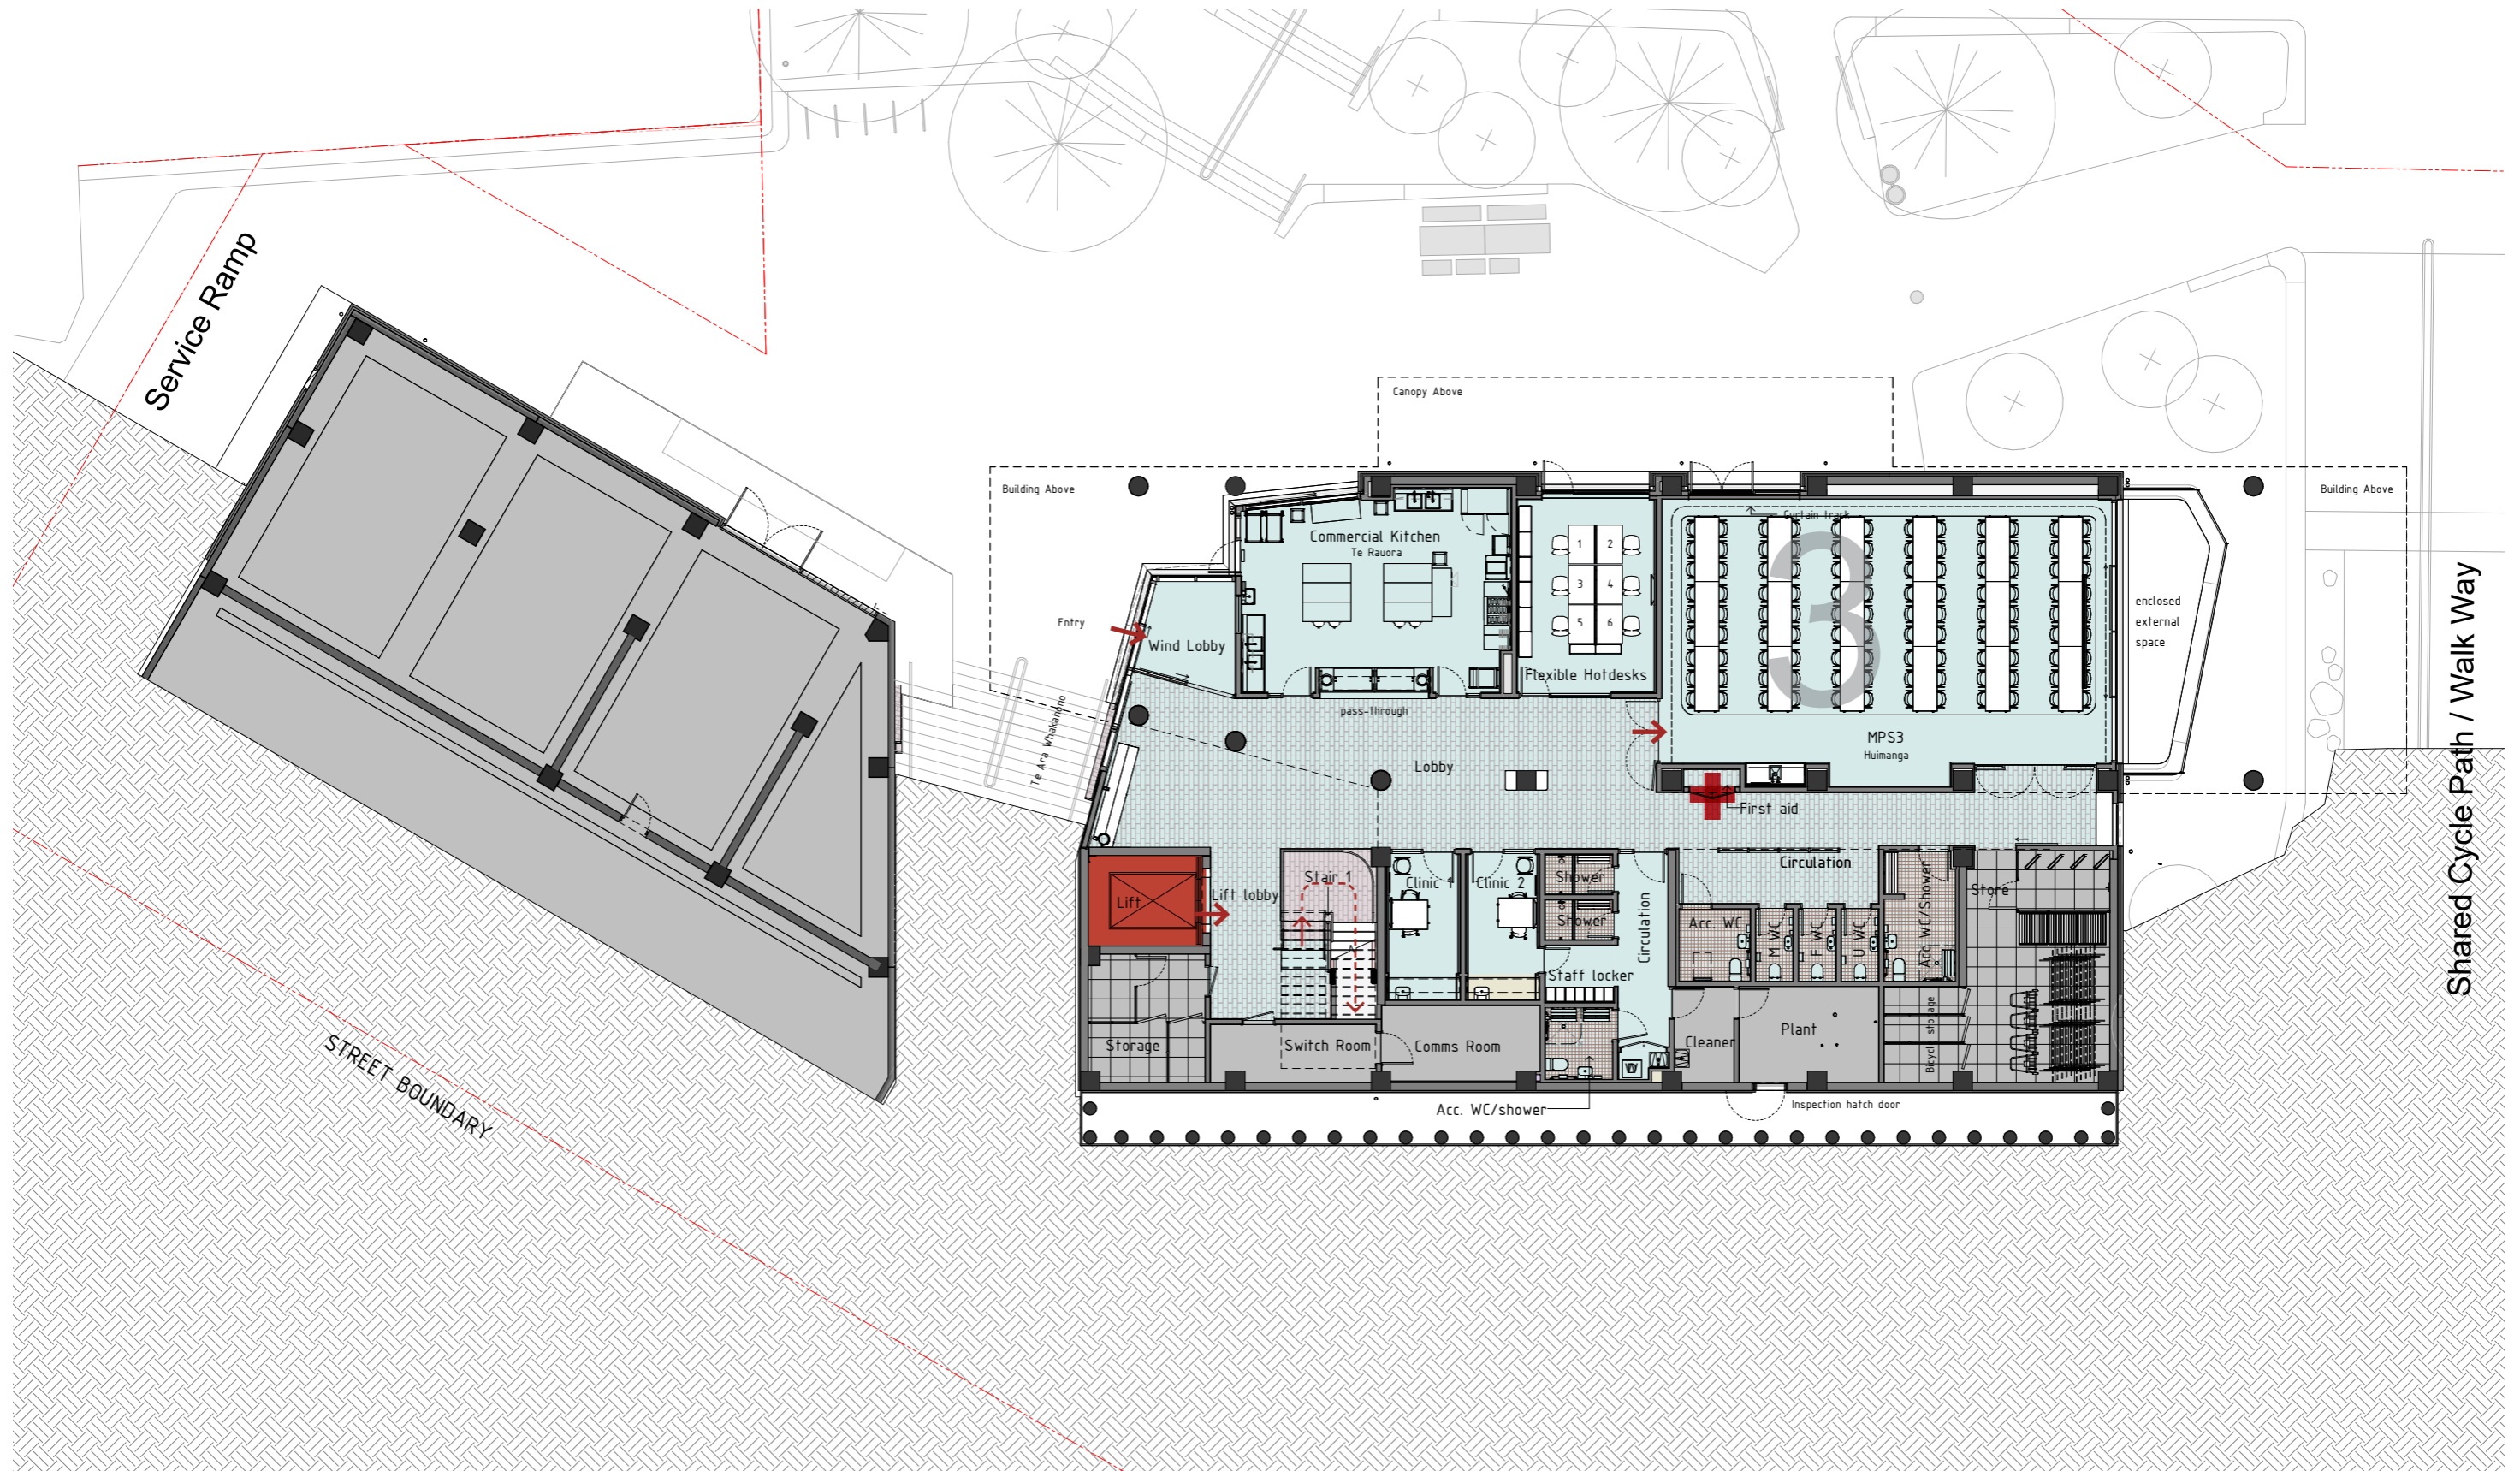 Service Ramp
Canopy Above
Building Above
Building Above
Commercial Kitchen
Te Rauora
Curtain track
3
1 2
3 4
5 6
Flexible Hotdesks
Entry
Wind Lobby
enclosed
external
space
Te Ara Whakahono
pass-through
Lobby
MPS3
Huimanga
First aid
Shared Cycle Path / Walk Way
Lift
Lift lobby
Stair 1
Clinic 1
Clinic 2
Shower
Shower
Circulation
Circulation
Acc. WC
M WC
F WC
U WC
Acc. WC/Shower
Store
Staff locker
Storage
Switch Room
Comms Room
Cleaner
Plant
Bicycle storage
W
Acc. WC/shower
Inspection hatch door
STREET BOUNDARY